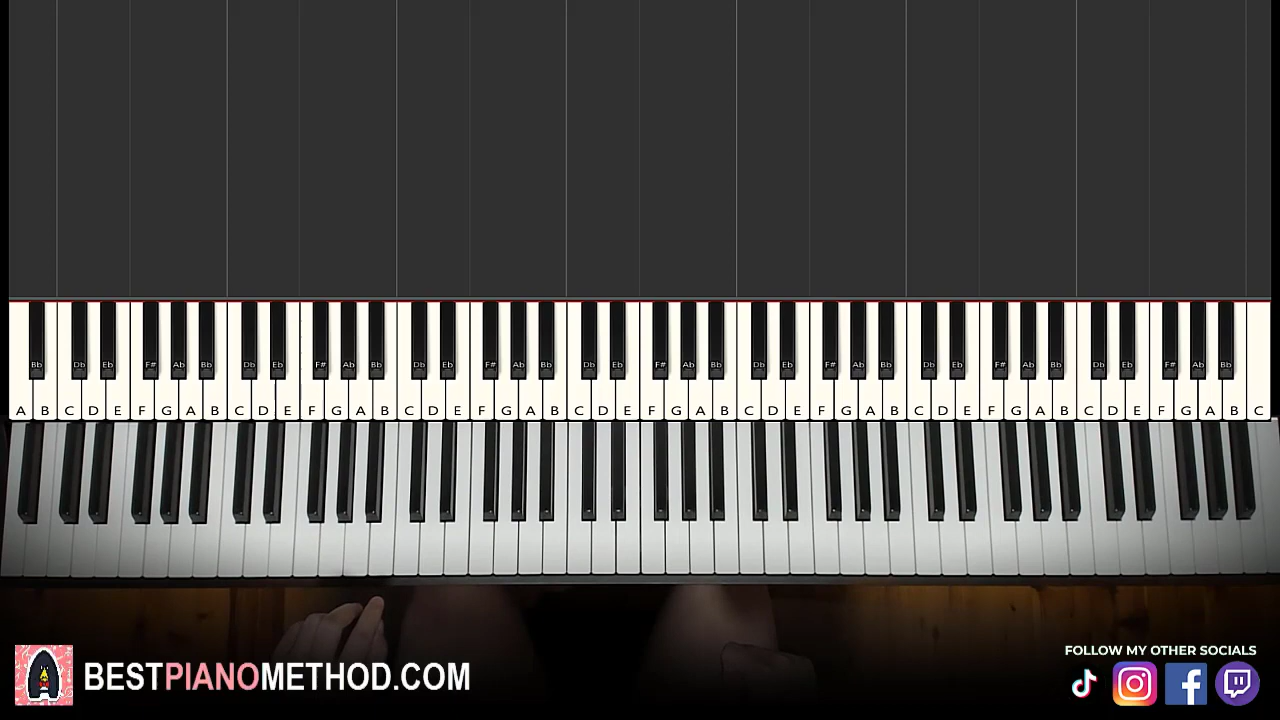 Bb Db Eb F# Ab Bb Db Eb F# Ab Bb Db Eb F# Ab Bb Db Eb F# Ab Bb Db Eb F# Ab Bb Db Eb F# Ab Bb Db Eb F# Ab Bb
A B C D E F G A B C D E F G A B C D E F G A B C D E F G A B C D E F G A B C D E F G A B C D E F G A B C
FOLLOW MY OTHER SOCIALS
BESTPIANOMETHOD.COM